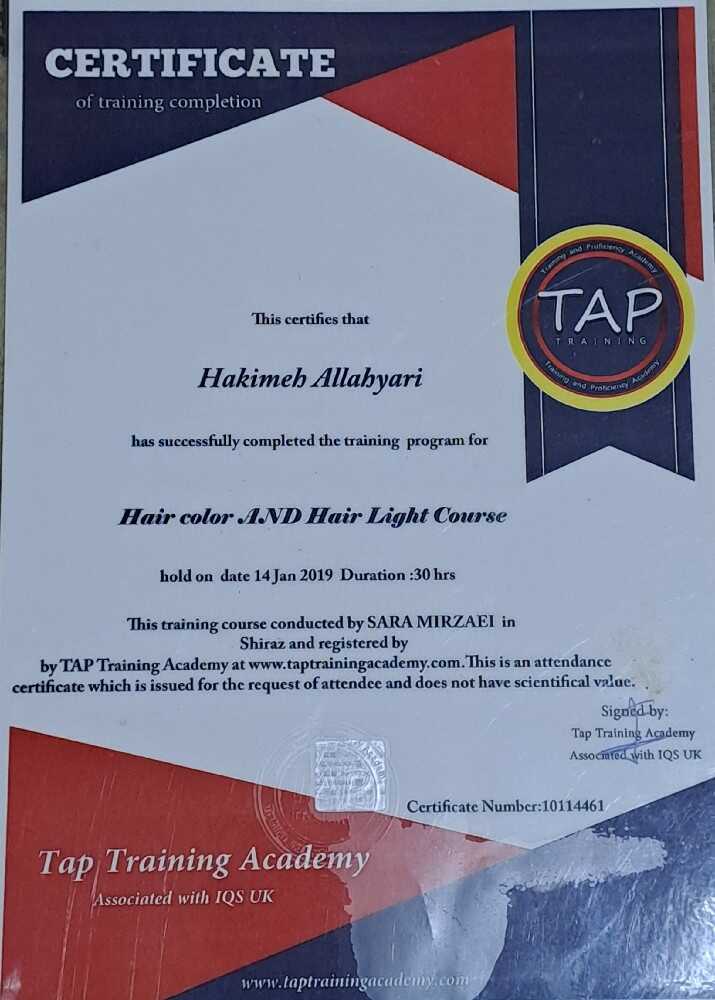 CERTIFICATE
of training completion
Training and Proficiency Academy
TAP
TRAINING
Training and Proficiency Academy
This certifies that
Hakimeh Allahyari
has successfully completed the training program for
Hair color AND Hair Light Course
hold on date 14 Jan 2019 Duration :30 hrs
This training course conducted by SARA MIRZAEI in
Shiraz and registered by
by TAP Training Academy at www.taptrainingacademy.com.This is an attendance
certificate which is issued for the request of attendee and does not have scientifical value.
Signed by:
Tap Training Academy
Associated with IQS UK
Certificate Number:10114461
Tap Training Academy
Associated with IQS UK
www.taptrainingacademy.com